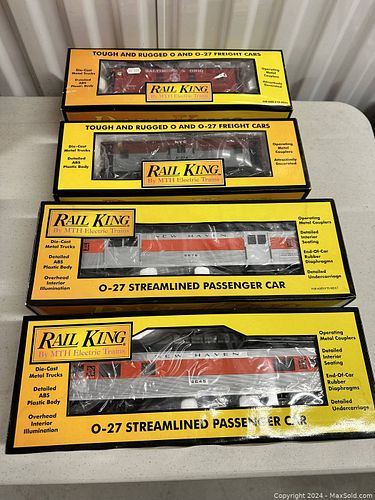 TOUGH AND RUGGED O AND O-27 FREIGHT CARS
Die-Cast
Metal Trucks
Detailed
ABS
Plastic Body
BALTIMORE & OHIO
RAIL KING
By MTH Electric Trains
Operating
Metal
Couplers
TOUGH AND RUGGED O AND O-27 FREIGHT CARS
Die-Cast
Metal Trucks
Detailed
ABS
Plastic Body
NYC
RAIL KING
By MTH Electric Trains
Operating
Metal
Couplers
Attractively
Decorated
RAIL KING
By MTH Electric Trains
Die-Cast
Metal Trucks
Detailed
ABS
Plastic Body
Overhead
Interior
Illumination
NEW HAVEN
Operating
Metal Couplers
Detailed
Interior
Seating
End-Of-Car
Rubber
Diaphragms
Detailed
Undercarriage
O-27 STREAMLINED PASSENGER CAR
RAIL KING
By MTH Electric Trains
Die-Cast
Metal Trucks
Detailed
ABS
Plastic Body
Overhead
Interior
Illumination
NEW HAVEN
Operating
Metal Couplers
Detailed
Interior
Seating
End-Of-Car
Rubber
Diaphragms
Detailed
Undercarriage
O-27 STREAMLINED PASSENGER CAR
Copyright © 2024 - MaxSold.com